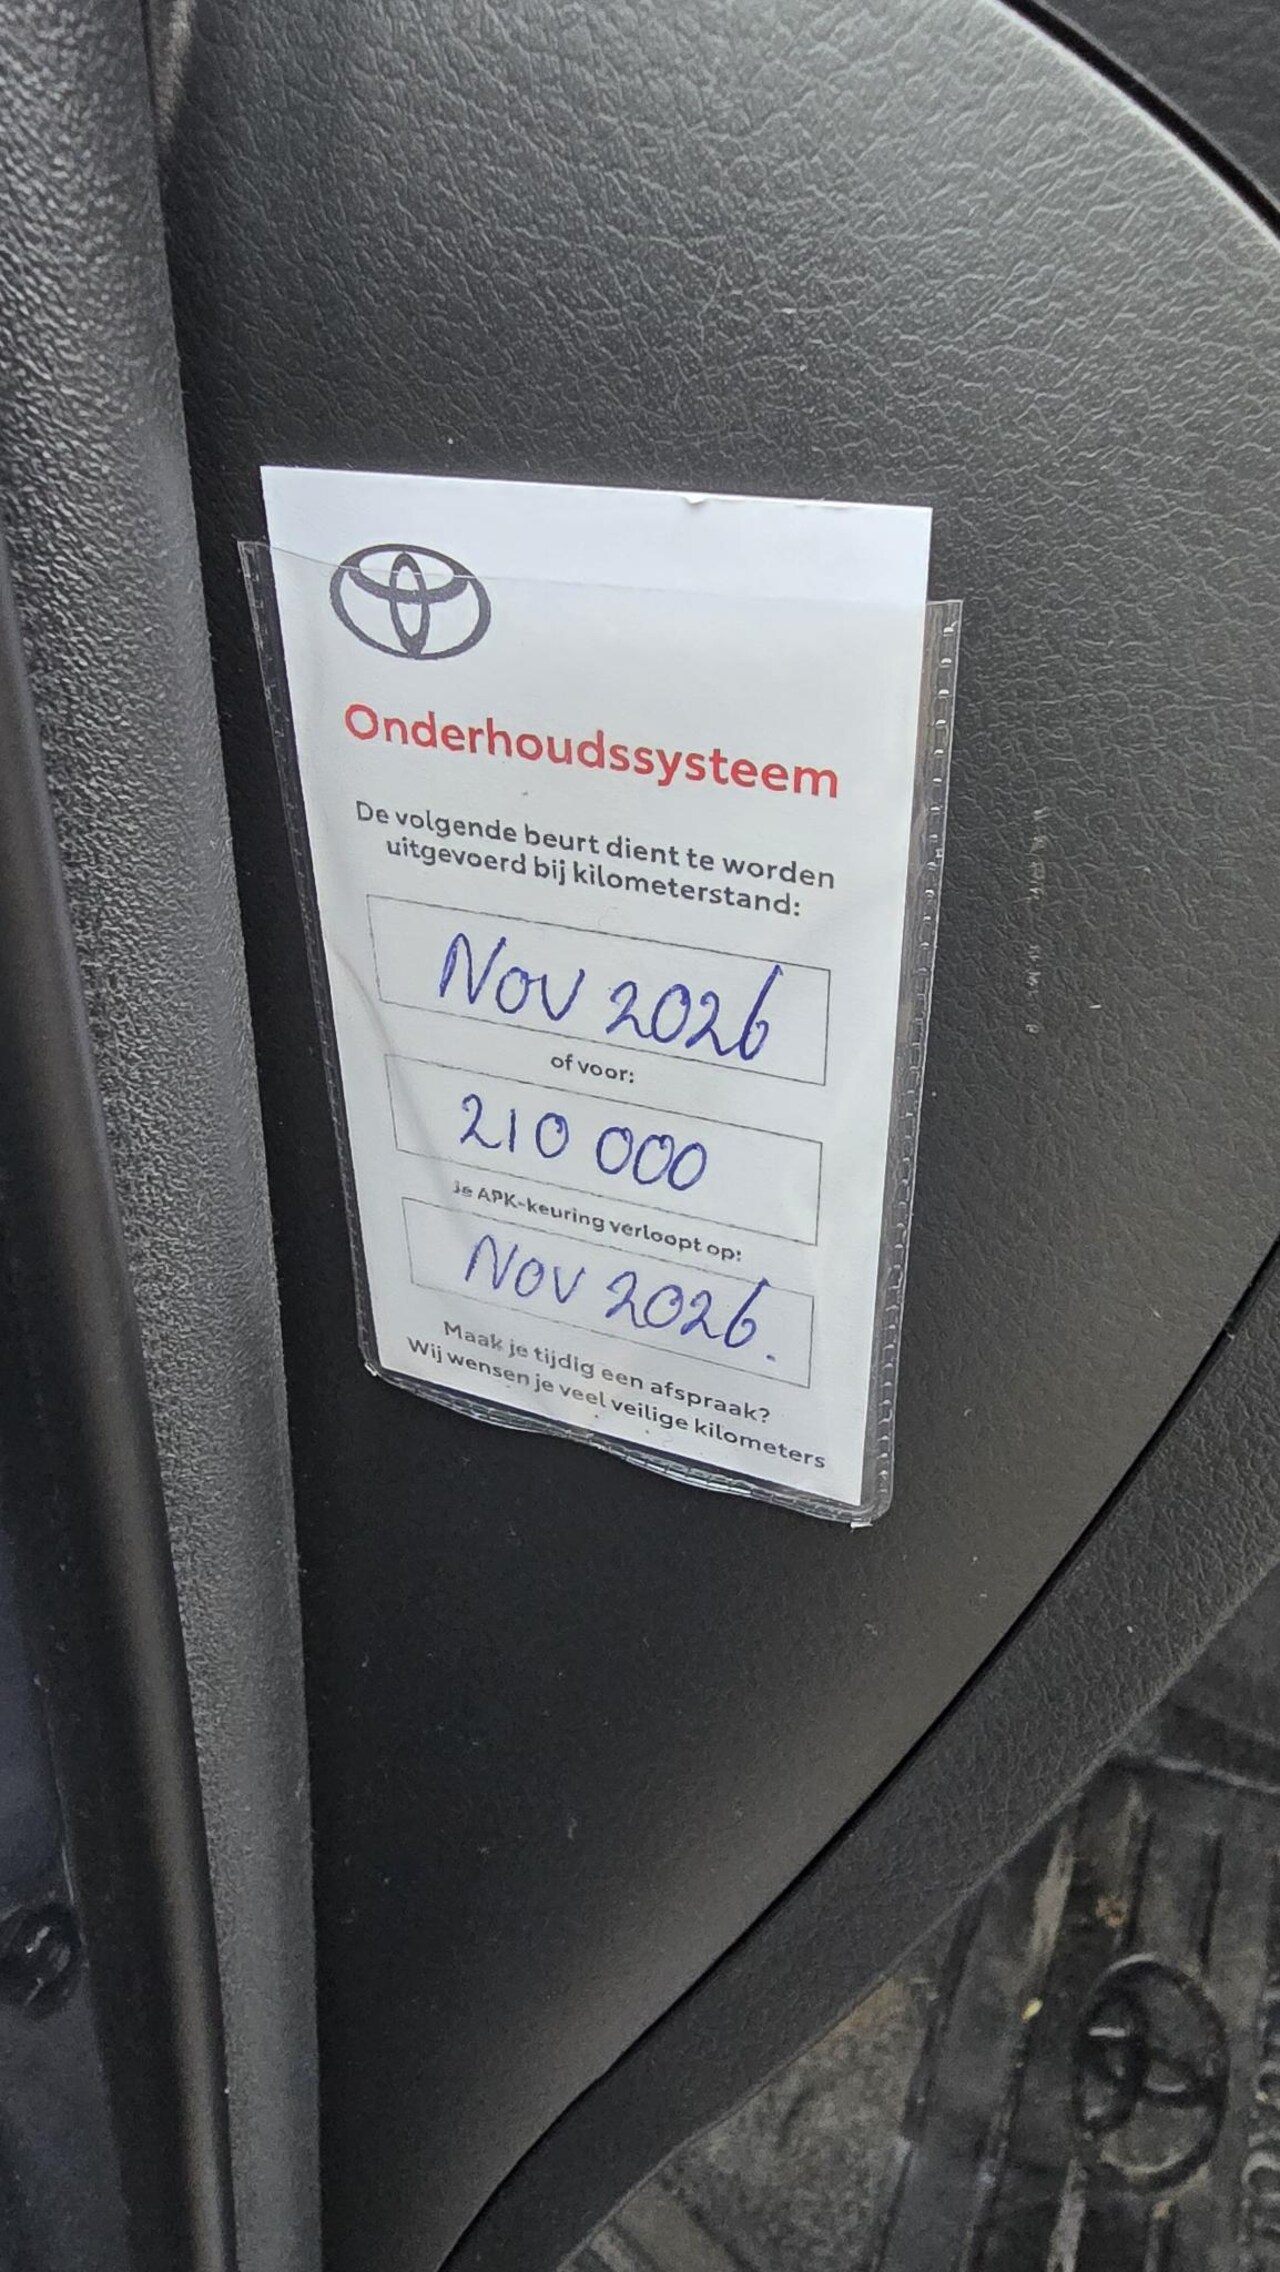 Onderhoudssysteem
De volgende beurt dient te worden
uitgevoerd bij kilometerstand:
Nov 2026
of voor:
210 000
Je APK-keuring verloopt op:
Nov 2026.
Maak je tijdig een afspraak?
Wij wensen je veel veilige kilometers